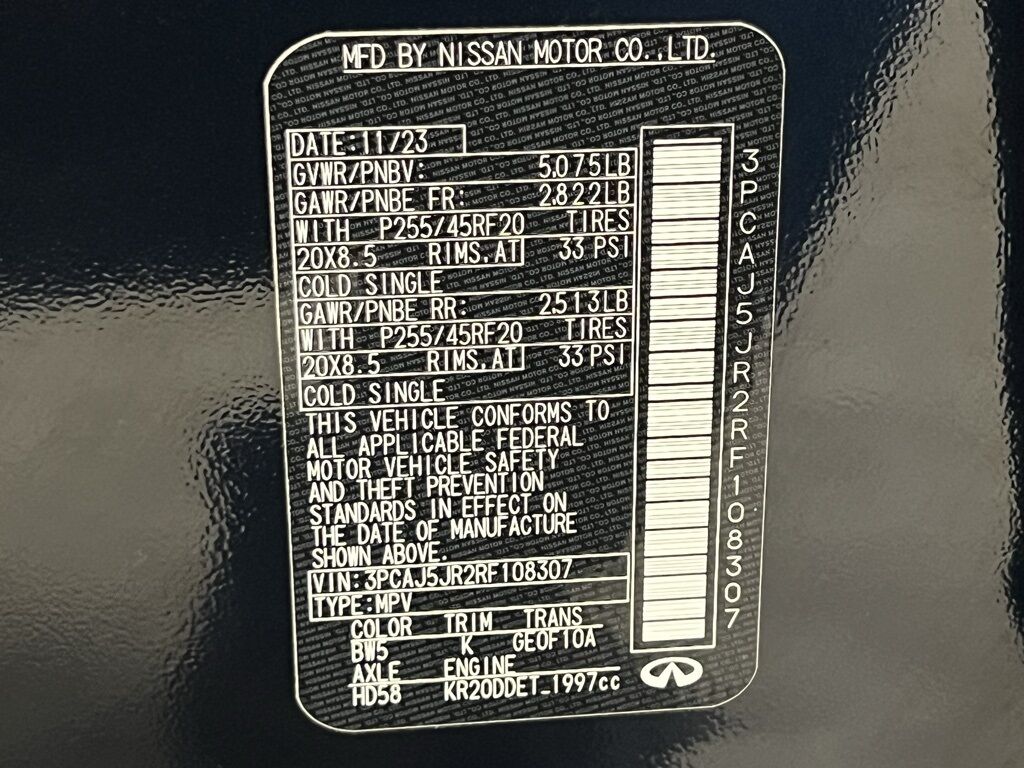 MFD BY NISSAN MOTOR CO.,LTD.
DATE:11/23
GVWR/PNBV: 5,075LB
GAWR/PNBE FR: 2,822LB
WITH P255/45RF20 TIRES
20X8.5 RIMS,AT 33 PSI
COLD SINGLE
GAWR/PNBE RR: 2,513LB
WITH P255/45RF20 TIRES
20X8.5 RIMS,AT 33 PSI
COLD SINGLE
THIS VEHICLE CONFORMS TO
ALL APPLICABLE FEDERAL
MOTOR VEHICLE SAFETY
AND THEFT PREVENTION
STANDARDS IN EFFECT ON
THE DATE OF MANUFACTURE
SHOWN ABOVE.
VIN:3PCAJ5JR2RF108307
TYPE:MPV
COLOR TRIM TRANS
BW5 K GE0F10A
AXLE ENGINE
HD58 KR20DDET_1997cc
3PCAJ5JR2RF108307